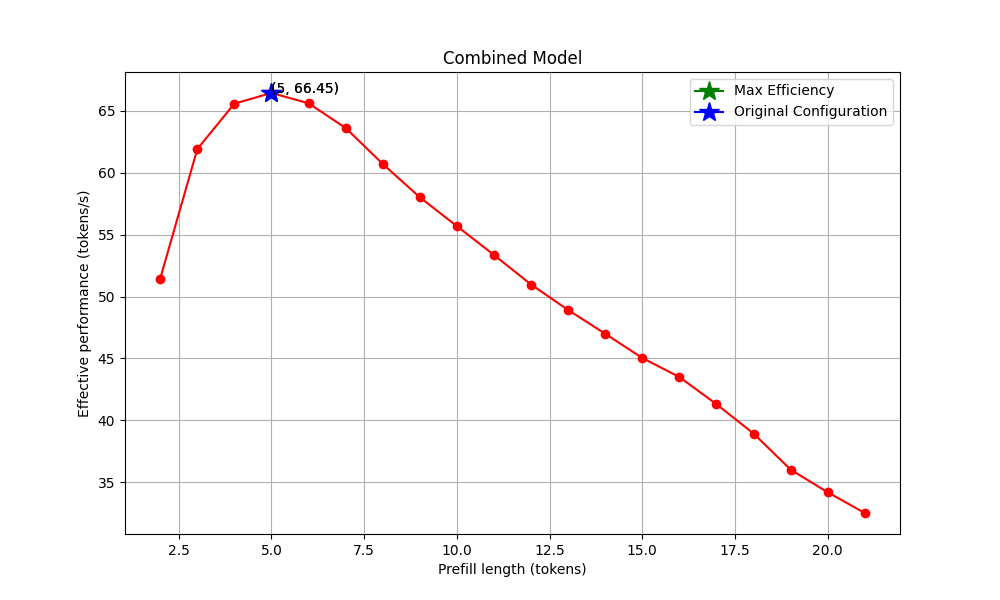 Combined Model
(5, 66.45)
Max Efficiency
Original Configuration
65
60
55
50
45
40
35
Effective performance (tokens/s)
2.5 5.0 7.5 10.0 12.5 15.0 17.5 20.0
Prefill length (tokens)